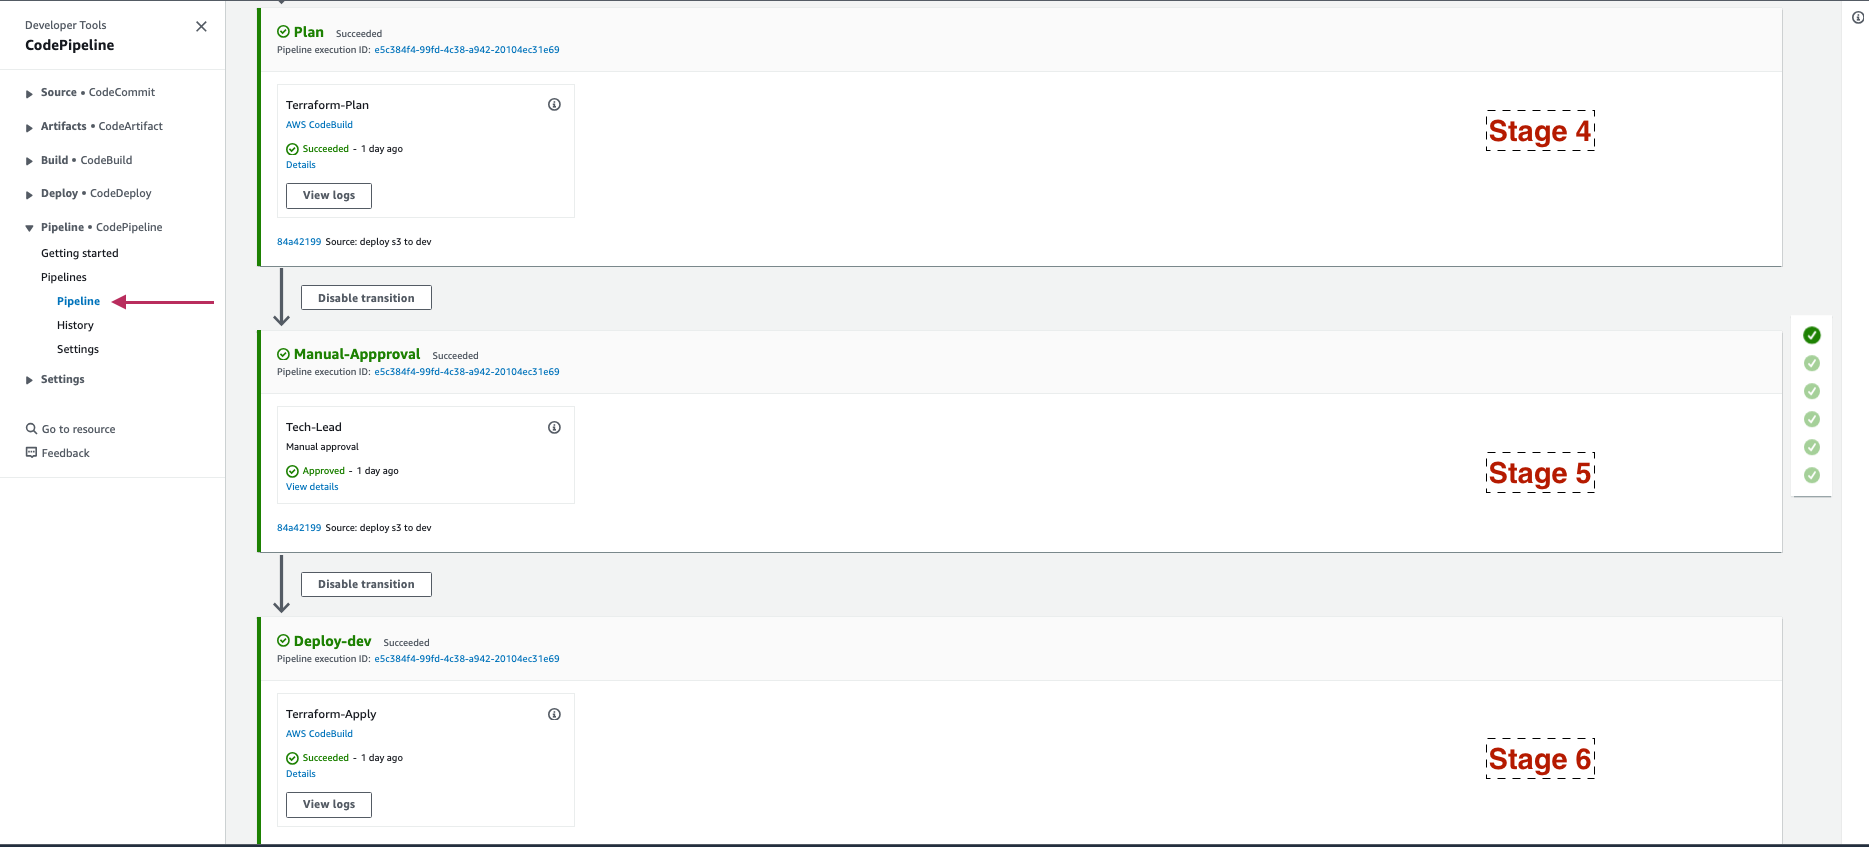 Developer Tools
CodePipeline
Source • CodeCommit
Artifacts • CodeArtifact
Build • CodeBuild
Deploy • CodeDeploy
Pipeline • CodePipeline
Getting started
Pipelines
Pipeline
History
Settings
Settings
Go to resource
Feedback
Plan Succeeded
Pipeline execution ID: e5c384f4-99fd-4c38-a942-20104ec31e69
Terraform-Plan
AWS CodeBuild
Succeeded - 1 day ago
Details
View logs
84a42199 Source: deploy s3 to dev
Stage 4
Disable transition
Manual-Appproval Succeeded
Pipeline execution ID: e5c384f4-99fd-4c38-a942-20104ec31e69
Tech-Lead
Manual approval
Approved - 1 day ago
View details
84a42199 Source: deploy s3 to dev
Stage 5
Disable transition
Deploy-dev Succeeded
Pipeline execution ID: e5c384f4-99fd-4c38-a942-20104ec31e69
Terraform-Apply
AWS CodeBuild
Succeeded - 1 day ago
Details
View logs
Stage 6